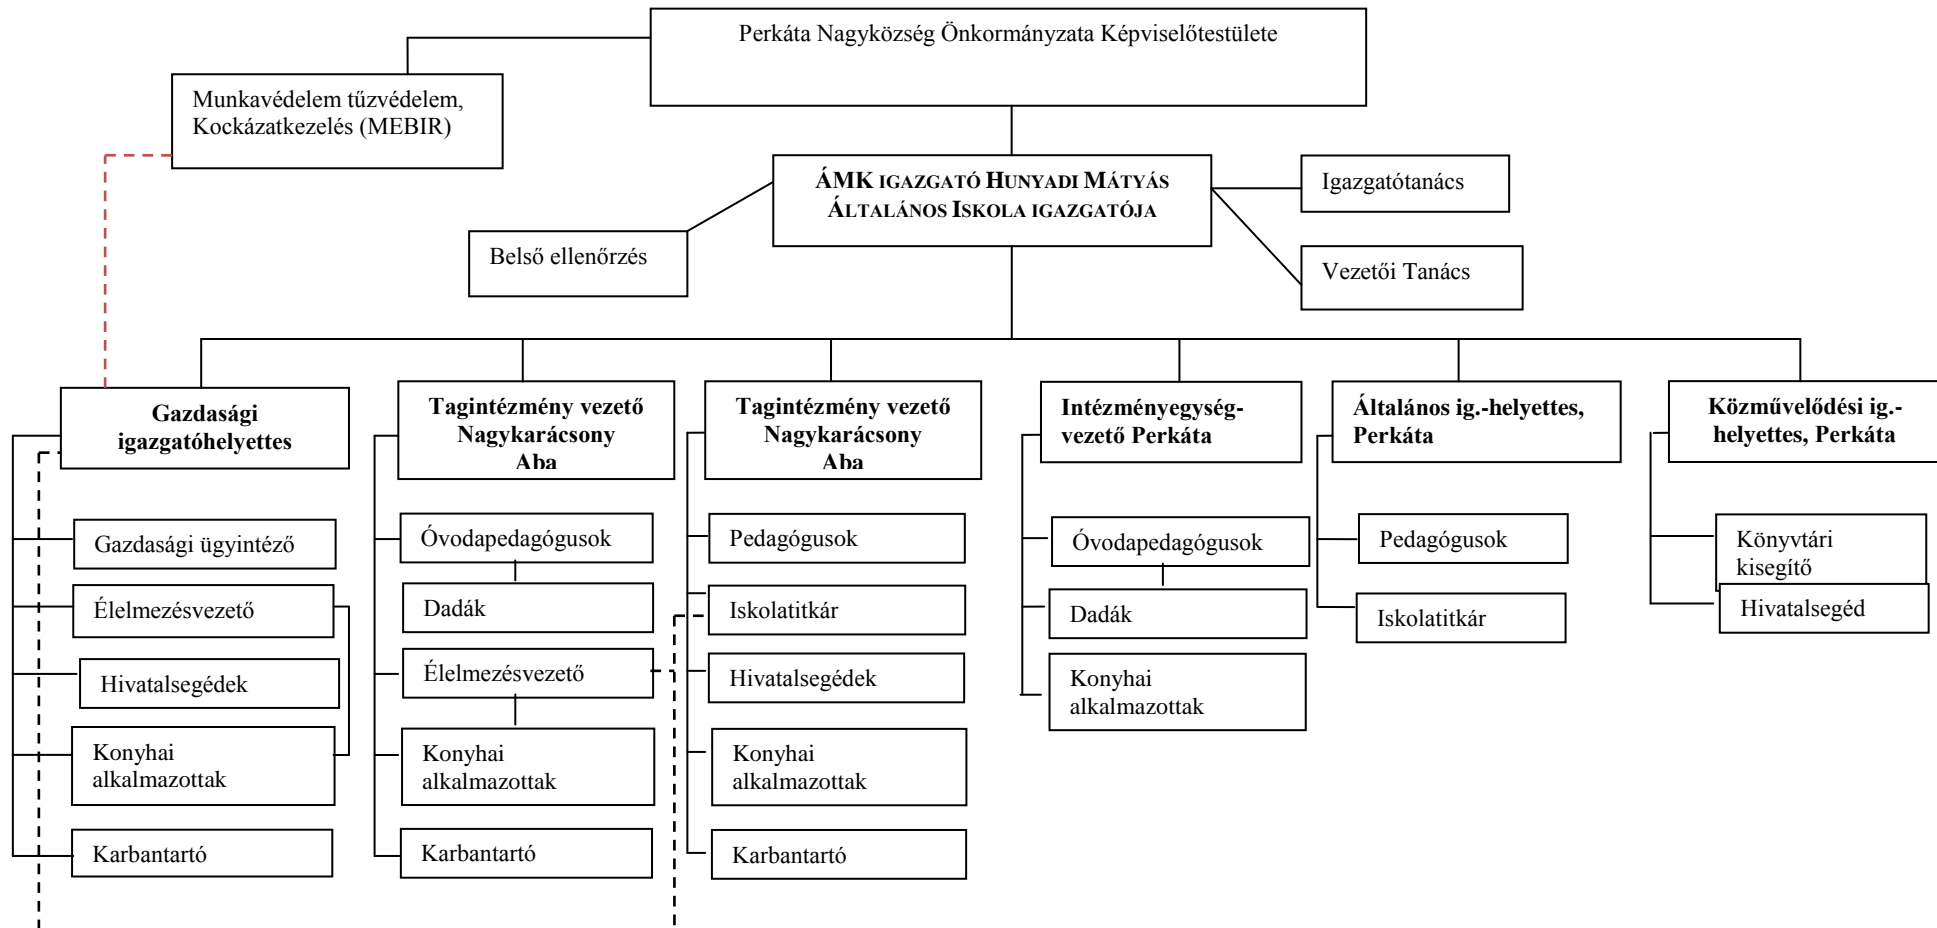 Perkáta Nagyközség Önkormányzata Képviselőtestülete
Munkavédelem tűzvédelem,
Kockázatkezelés (MEBIR)
ÁMK IGAZGATÓ HUNYADI MÁTYÁS
ÁLTALÁNOS ISKOLA IGAZGATÓJA
Igazgatótanács
Belső ellenőrzés
Vezetői Tanács
Gazdasági
igazgatóhelyettes
Tagintézmény vezető
Nagykarácsony
Aba
Tagintézmény vezető
Nagykarácsony
Aba
Intézményegység-
vezető Perkáta
Általános ig.-helyettes,
Perkáta
Közművelődési ig.-
helyettes, Perkáta
Gazdasági ügyintéző
Élelmezésvezető
Hivatalsegédek
Konyhai
alkalmazottak
Karbantartó
Óvodapedagógusok
Dadák
Élelmezésvezető
Konyhai
alkalmazottak
Karbantartó
Pedagógusok
Iskolatitkár
Hivatalsegédek
Konyhai
alkalmazottak
Karbantartó
Óvodapedagógusok
Dadák
Konyhai
alkalmazottak
Pedagógusok
Iskolatitkár
Könyvtári
kisegítő
Hivatalsegéd